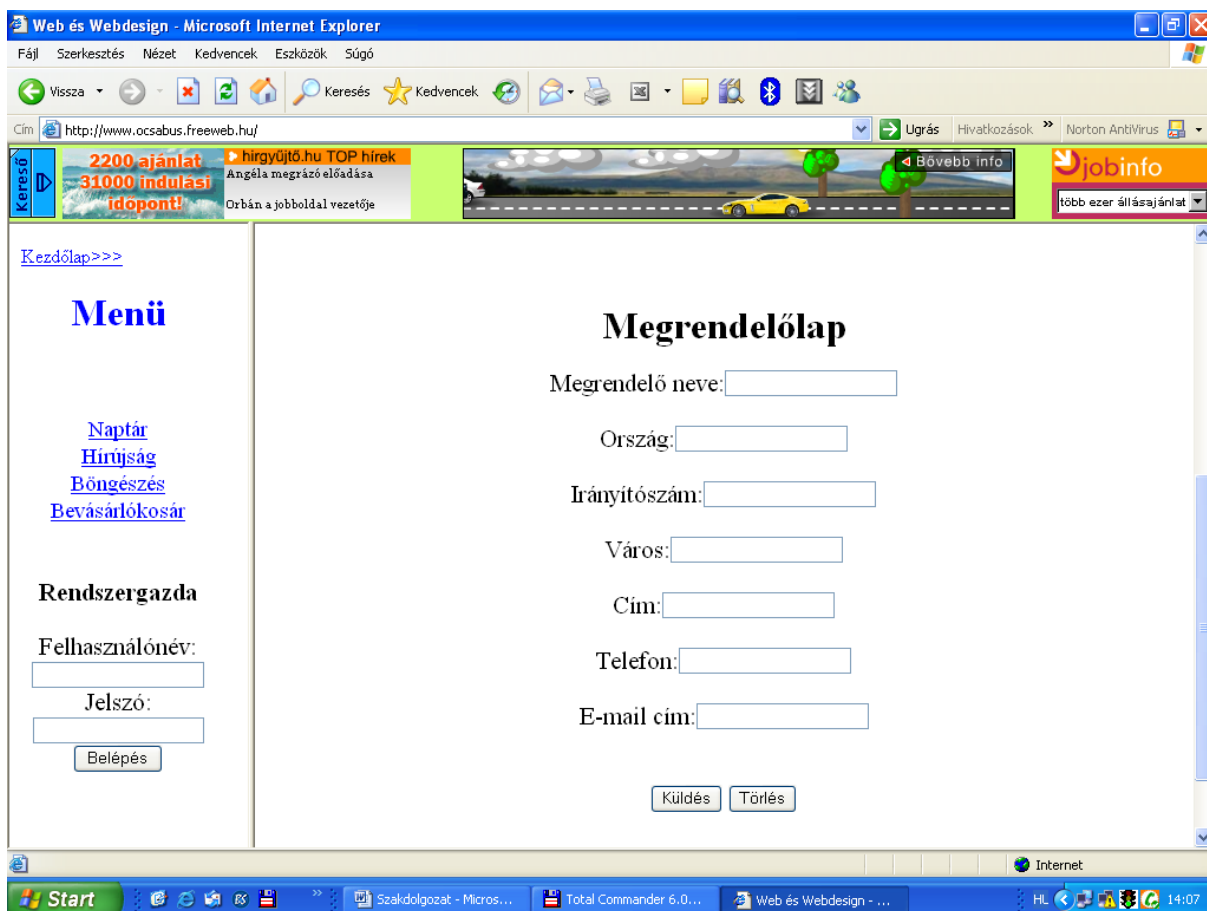 Web és Webdesign - Microsoft Internet Explorer
Fájl Szerkesztés Nézet Kedvencek Eszközök Súgó
Vissza Keresés Kedvencek
Cím http://www.ocsabus.freeweb.hu/ Ugrás Hivatkozások » Norton AntiVirus
Kereső
2200 ajánlat
31000 indulási
időpont!
hirgyűjtő.hu TOP hírek
Angéla megrázó előadása
Orbán a jobboldal vezetője
Bővebb info
jobinfo
több ezer állásajánlat
Kezdőlap>>>
Menü
Naptár
Hírújság
Böngészés
Bevásárlókosár
Rendszergazda
Felhasználónév:
Jelszó:
Belépés
Megrendelőlap
Megrendelő neve:
Ország:
Irányítószám:
Város:
Cím:
Telefon:
E-mail cím:
Küldés Törlés
Internet
Start » Szakdolgozat - Micros... Total Commander 6.0... Web és Webdesign - ... HL 14:07